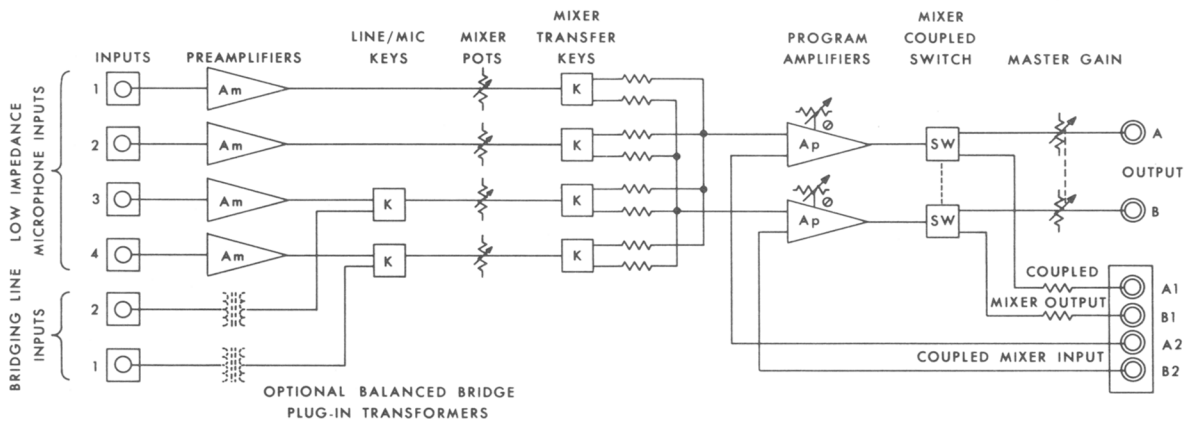 INPUTS
PREAMPLIFIERS
LINE/MIC
KEYS
MIXER
POTS
MIXER
TRANSFER
KEYS
PROGRAM
AMPLIFIERS
MIXER
COUPLED
SWITCH
MASTER GAIN
LOW IMPEDANCE
MICROPHONE INPUTS
1
Am
K
2
Am
K
3
Am
K
K
4
Am
K
K
Ap
SW
A
OUTPUT
Ap
SW
B
BRIDGING LINE
INPUTS
2
1
OPTIONAL BALANCED BRIDGE
PLUG-IN TRANSFORMERS
COUPLED
MIXER OUTPUT
COUPLED MIXER INPUT
A1
B1
A2
B2